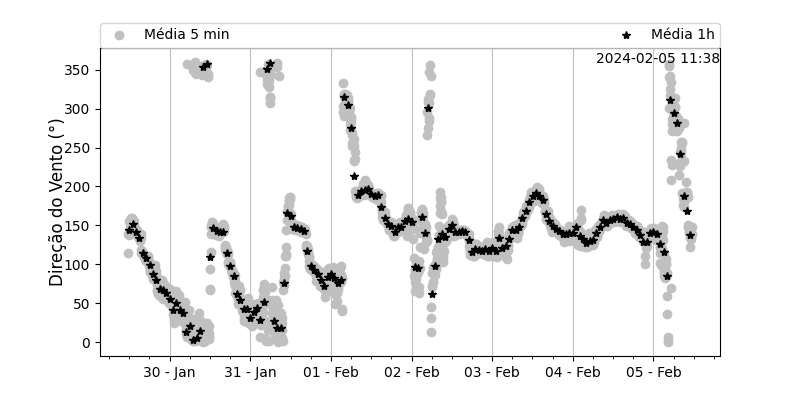 Média 5 min
Média 1h
2024-02-05 11:38
Direção do Vento (°)
350
300
250
200
150
100
50
0
30 - Jan
31 - Jan
01 - Feb
02 - Feb
03 - Feb
04 - Feb
05 - Feb